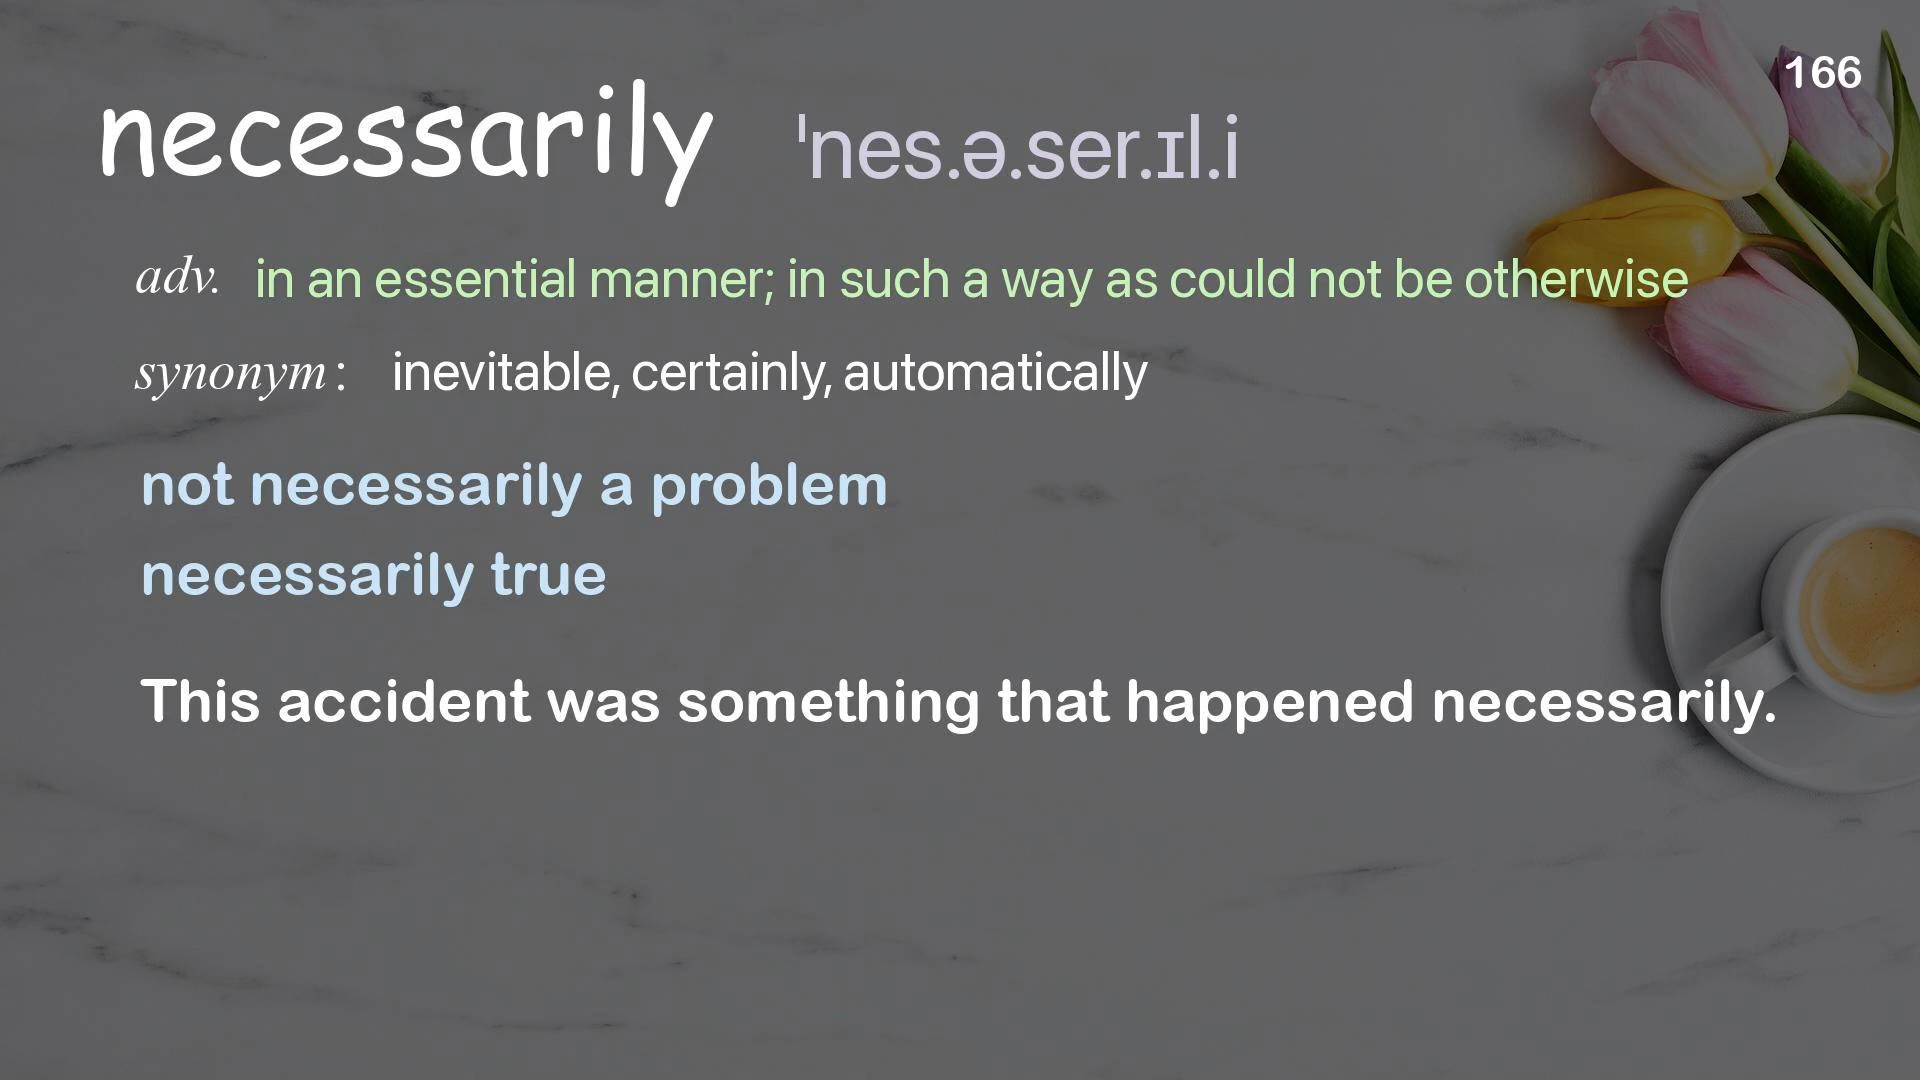 166
necessarily ˈnes.ə.ser.ɪl.i
adv. in an essential manner; in such a way as could not be otherwise
synonym : inevitable, certainly, automatically
not necessarily a problem
necessarily true
This accident was something that happened necessarily.